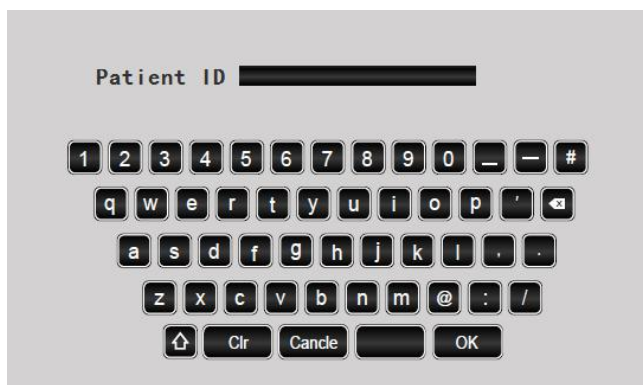 Patient ID
1 2 3 4 5 6 7 8 9 0 _ — #
q w e r t y u i o p '
a s d f g h j k l , .
z x c v b n m @ : /
Clr Cancle OK